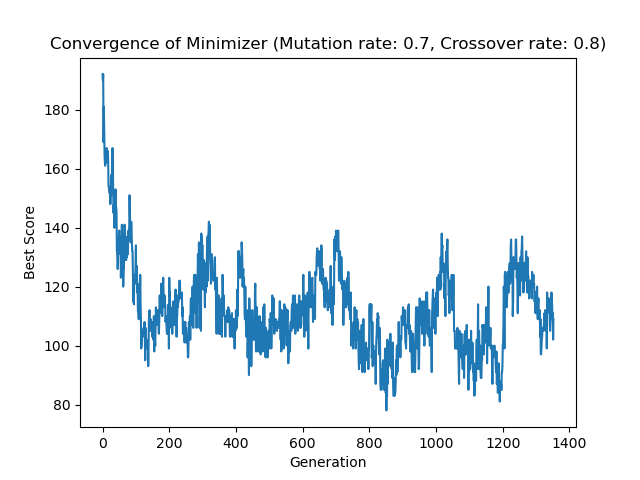 Convergence of Minimizer (Mutation rate: 0.7, Crossover rate: 0.8)
Best Score
180
160
140
120
100
80
0 200 400 600 800 1000 1200 1400
Generation